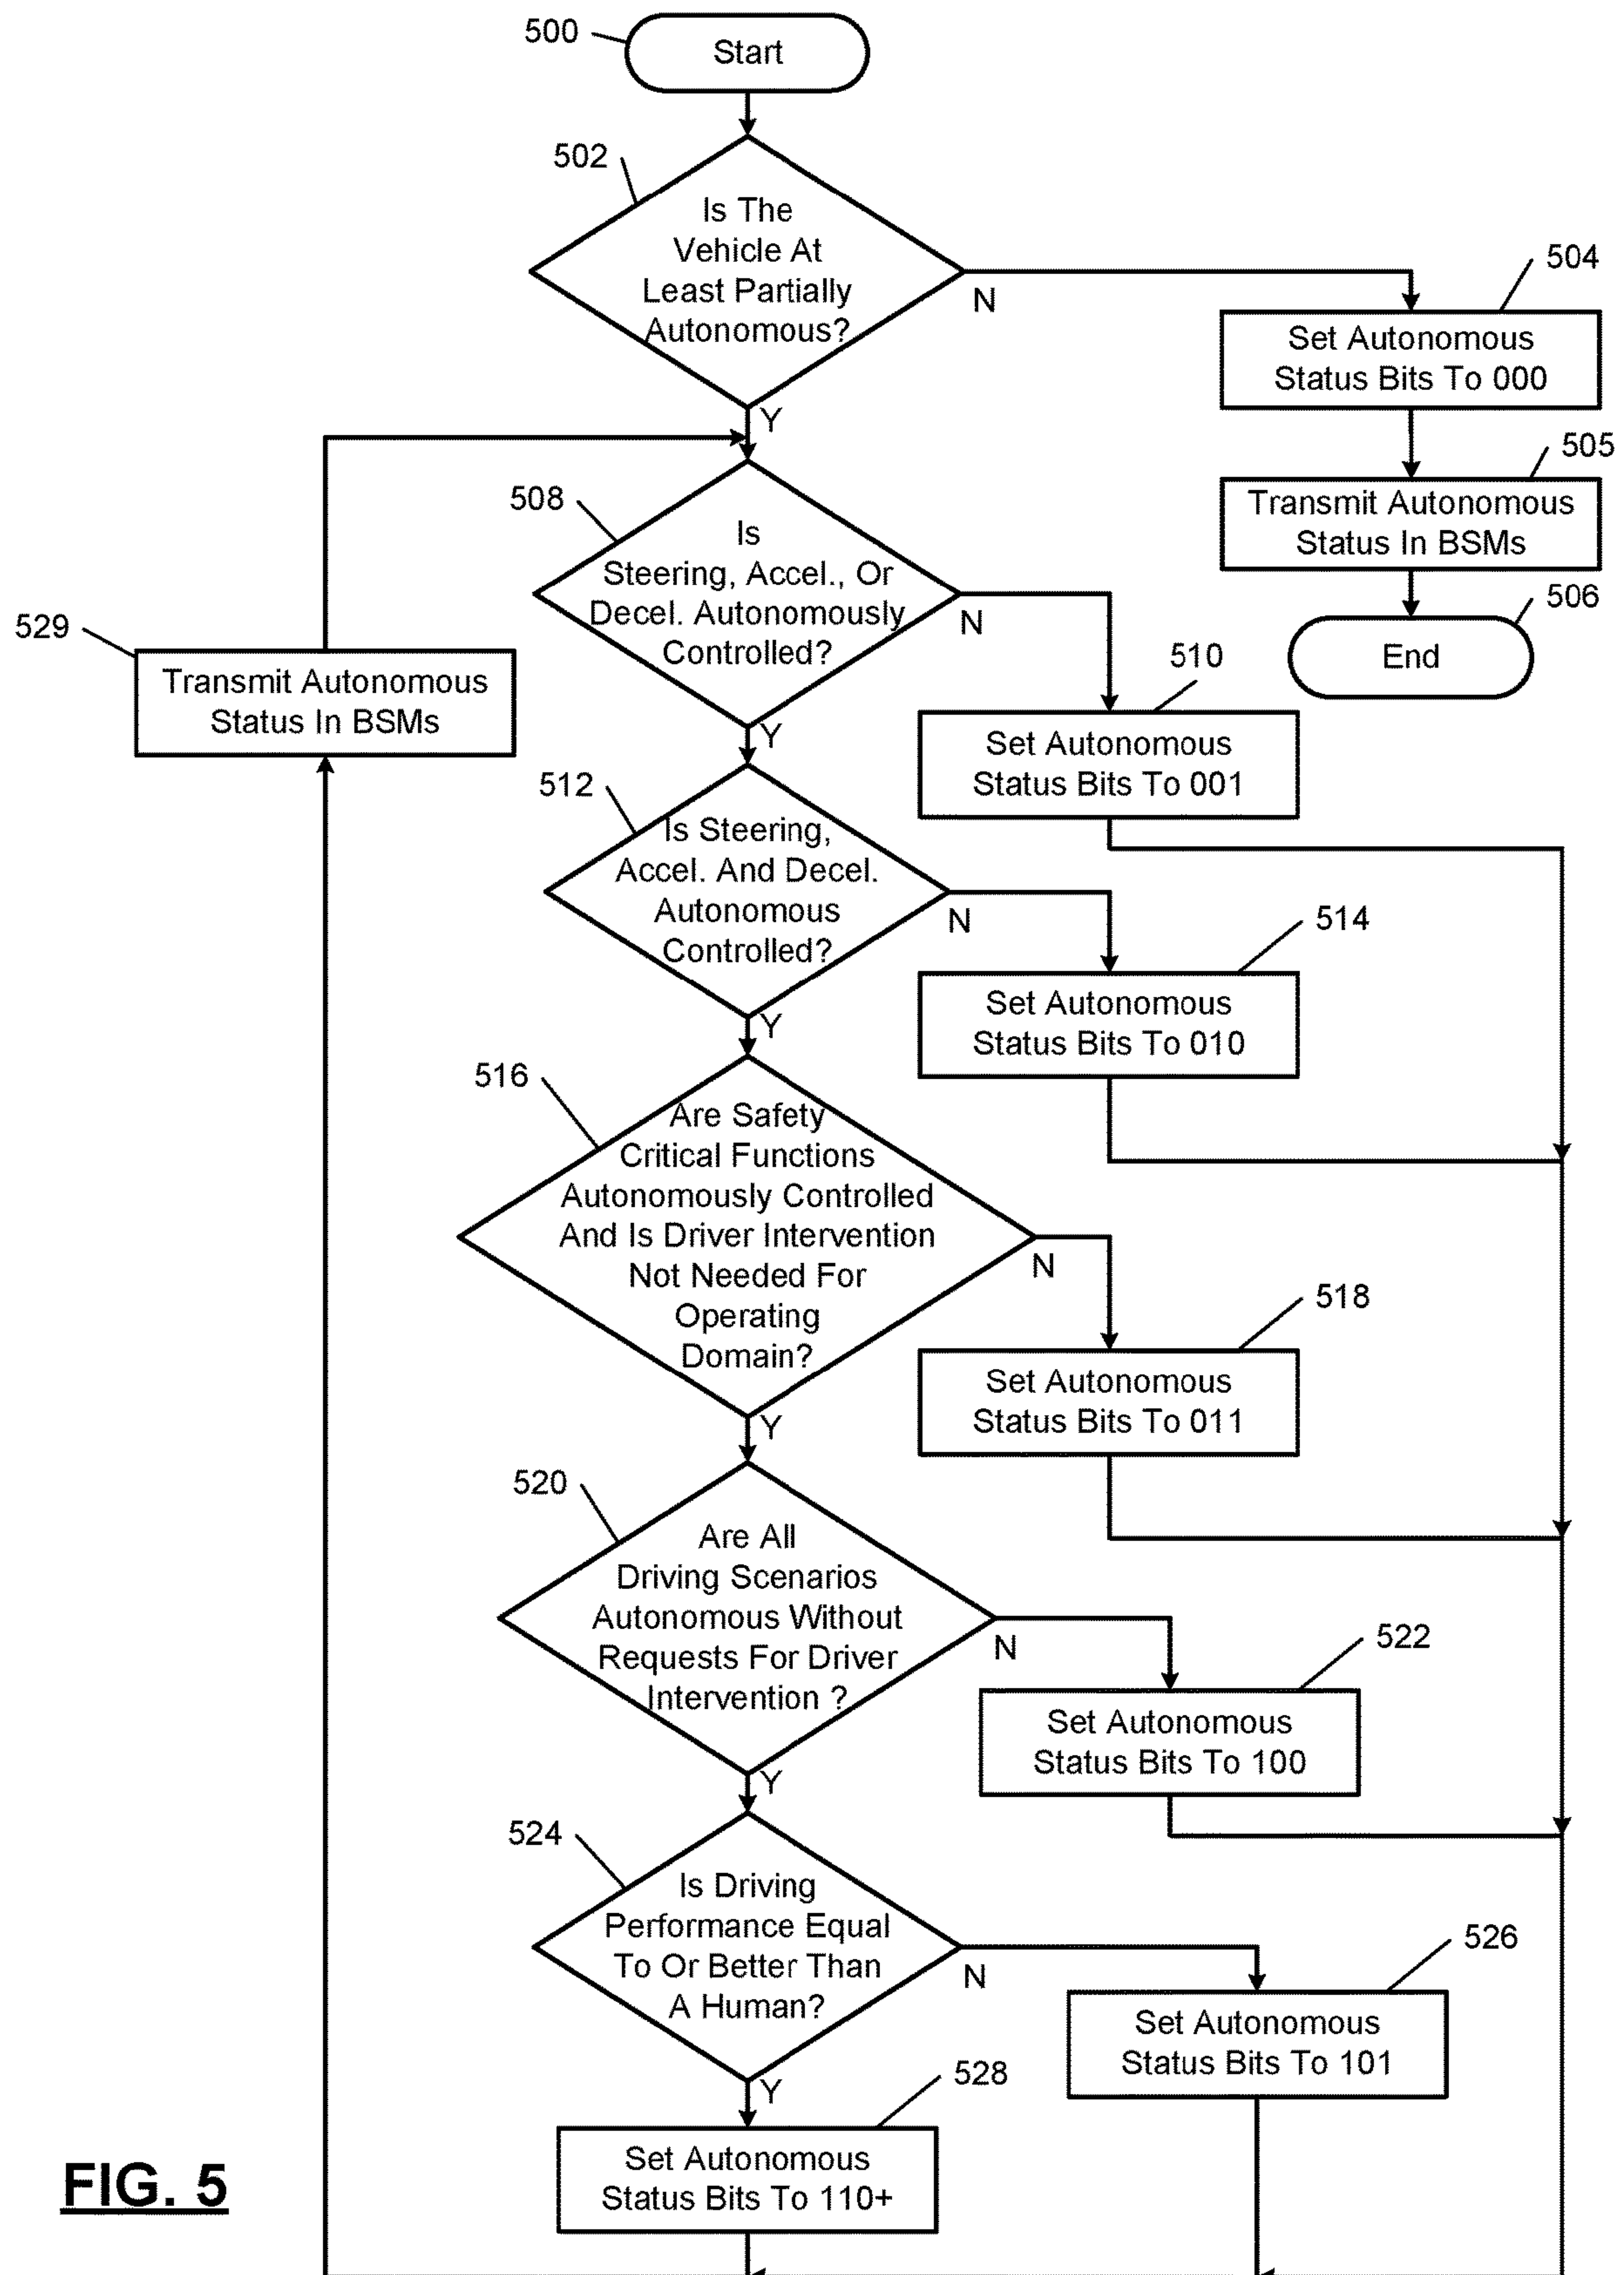 500
Start
502
Is The
Vehicle At
Least Partially
Autonomous?
N
Y
504
Set Autonomous
Status Bits To 000
505
Transmit Autonomous
Status In BSMs
506
End
508
Is
Steering, Accel., Or
Decel. Autonomously
Controlled?
N
Y
529
Transmit Autonomous
Status In BSMs
510
Set Autonomous
Status Bits To 001
512
Is Steering,
Accel. And Decel.
Autonomous
Controlled?
N
Y
514
Set Autonomous
Status Bits To 010
516
Are Safety
Critical Functions
Autonomously Controlled
And Is Driver Intervention
Not Needed For
Operating
Domain?
N
Y
518
Set Autonomous
Status Bits To 011
520
Are All
Driving Scenarios
Autonomous Without
Requests For Driver
Intervention ?
N
Y
522
Set Autonomous
Status Bits To 100
524
Is Driving
Performance Equal
To Or Better Than
A Human?
N
Y
526
Set Autonomous
Status Bits To 101
528
Set Autonomous
Status Bits To 110+
FIG. 5